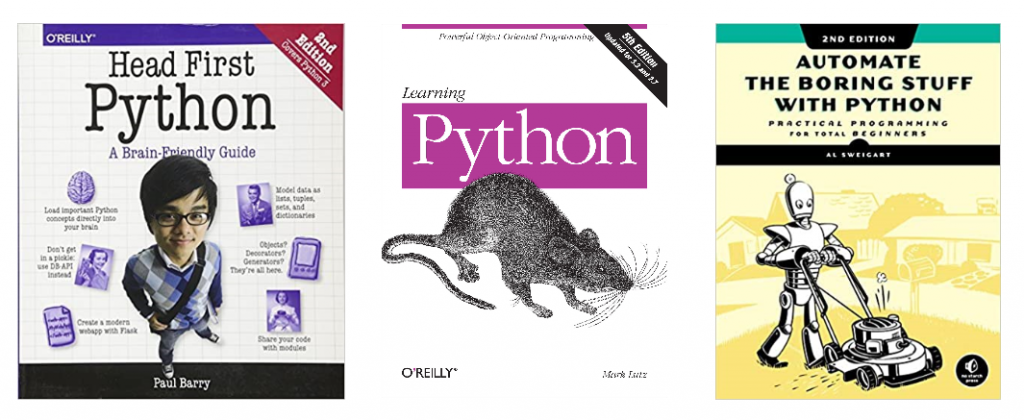 O'REILLY®
2nd
Edition
Covers Python 3
Head First
Python
A Brain-Friendly Guide
Load important Python
concepts directly into
your brain
Model data as
lists, tuples,
sets, and
dictionaries
Don't get
in a pickle:
use DB-API
instead
Objects?
Decorators?
Generators?
They're all here.
Create a modern
webapp with Flask
Share your code
with modules
Paul Barry
Powerful Object-Oriented Programming
5th Edition
Updated for 3.3 and 2.7
Learning
Python
O'REILLY®
Mark Lutz
2ND EDITION
AUTOMATE
THE BORING STUFF
WITH PYTHON
PRACTICAL PROGRAMMING
FOR TOTAL BEGINNERS
AL SWEIGART
no starch
press